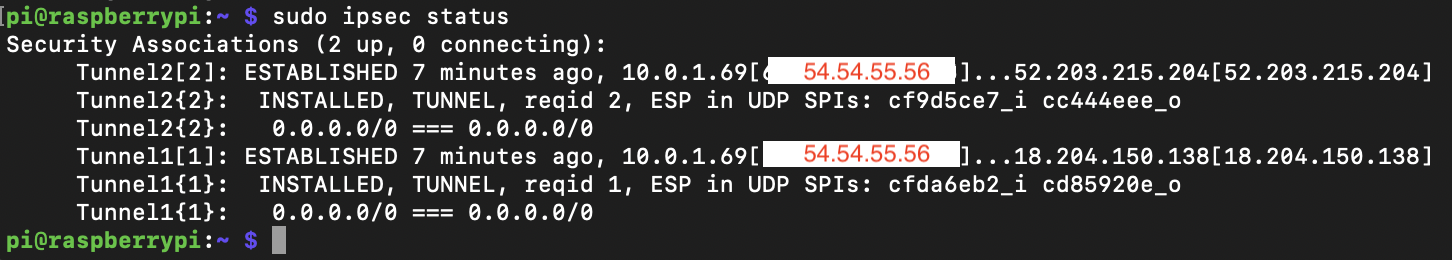 pi@raspberrypi:~ $ sudo ipsec status
Security Associations (2 up, 0 connecting):
Tunnel2[2]: ESTABLISHED 7 minutes ago, 10.0.1.69[54.54.55.56]...52.203.215.204[52.203.215.204]
Tunnel2{2}: INSTALLED, TUNNEL, reqid 2, ESP in UDP SPIs: cf9d5ce7_i cc444eee_o
Tunnel2{2}: 0.0.0.0/0 === 0.0.0.0/0
Tunnel1[1]: ESTABLISHED 7 minutes ago, 10.0.1.69[54.54.55.56]...18.204.150.138[18.204.150.138]
Tunnel1{1}: INSTALLED, TUNNEL, reqid 1, ESP in UDP SPIs: cfda6eb2_i cd85920e_o
Tunnel1{1}: 0.0.0.0/0 === 0.0.0.0/0
pi@raspberrypi:~ $